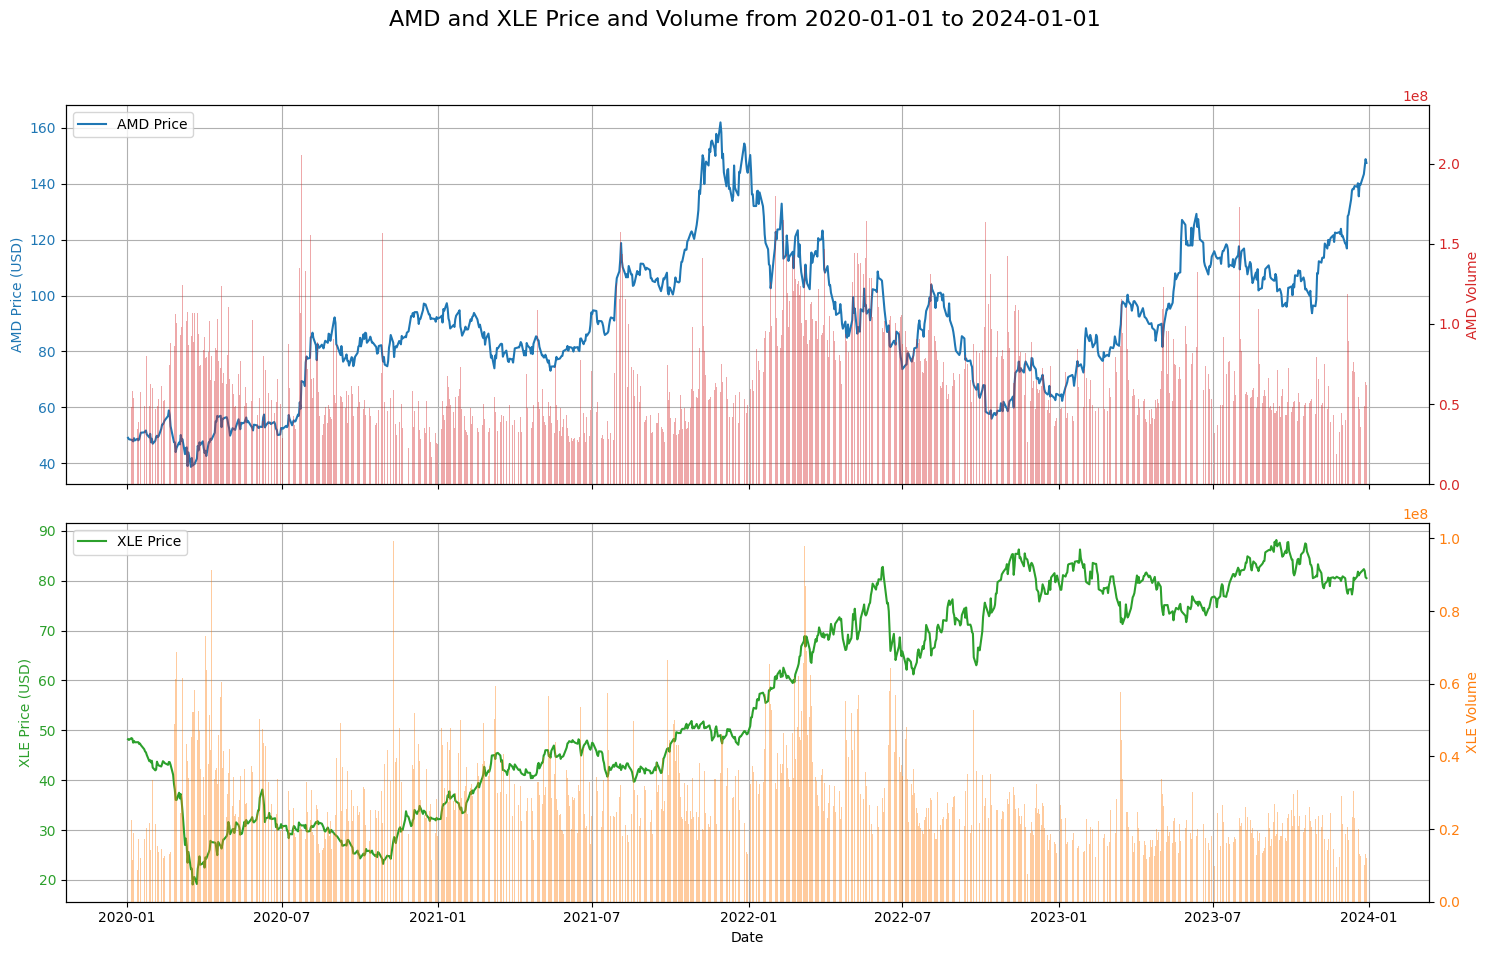 AMD and XLE Price and Volume from 2020-01-01 to 2024-01-01
1e8
AMD Price
160
140
120
100
80
60
40
AMD Price (USD)
2.0
1.5
1.0
0.5
0.0
AMD Volume
1e8
XLE Price
90
80
70
60
50
40
30
20
XLE Price (USD)
1.0
0.8
0.6
0.4
0.2
0.0
XLE Volume
2020-01 2020-07 2021-01 2021-07 2022-01 2022-07 2023-01 2023-07 2024-01
Date